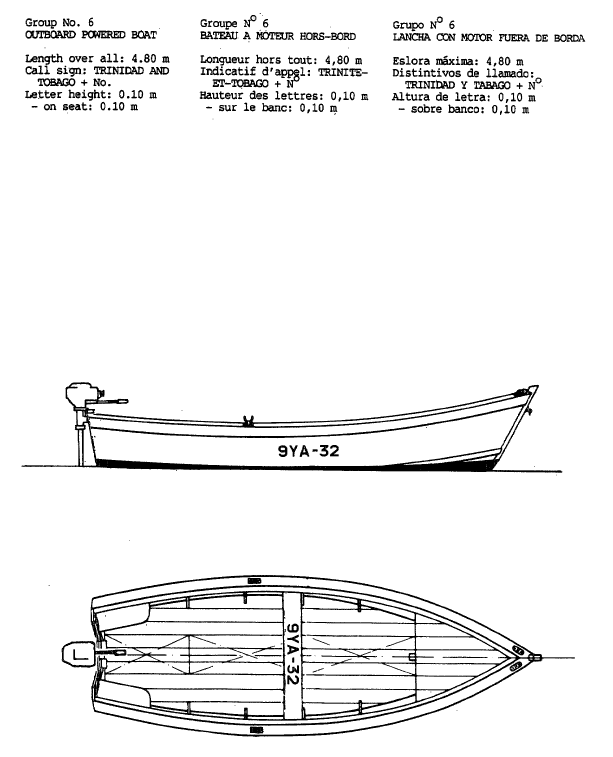 Group No. 6
OUTBOARD POWERED BOAT
Length over all: 4.80 m
Call sign: TRINIDAD AND
TOBAGO + No.
Letter height: 0.10 m
- on seat: 0.10 m
Groupe Nº 6
BATEAU A MOTEUR HORS-BORD
Longueur hors tout: 4,80 m
Indicatif d'appel: TRINITE-
ET-TOBAGO + Nº
Hauteur des lettres: 0,10 m
- sur le banc: 0,10 m
Grupo Nº 6
LANCHA CON MOTOR FUERA DE BORDA
Eslora máxima: 4,80 m
Distintivos de llamado:
TRINIDAD Y TABAGO + Nº
Altura de letra: 0,10 m
- sobre banco: 0,10 m
9YA-32
9YA-32